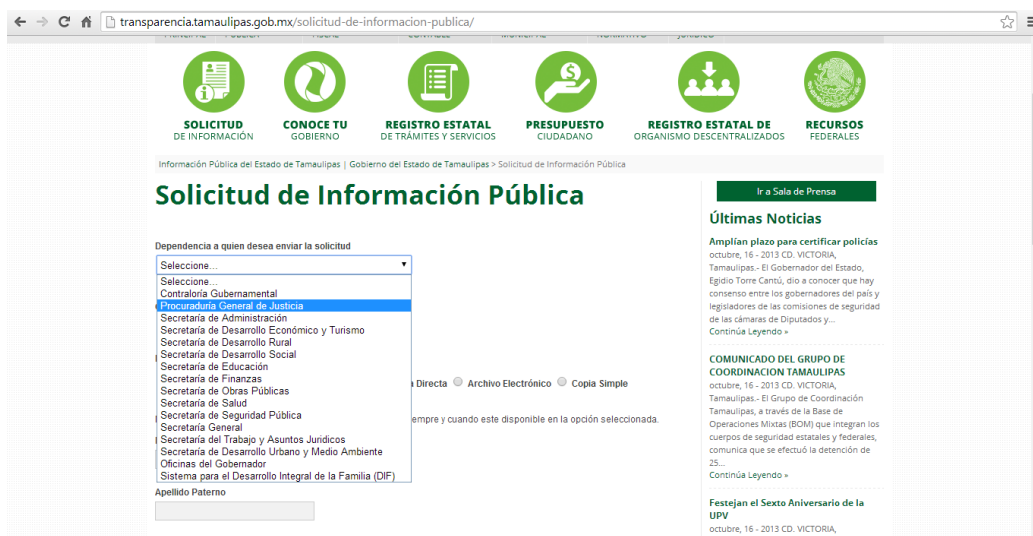 transparencia.tamaulipas.gob.mx/solicitud-de-informacion-publica/
PRINCIPAL PÚBLICA FISCAL CONTABLE MUNICIPAL NORMATIVO JURÍDICO
SOLICITUD
DE INFORMACIÓN
CONOCE TU
GOBIERNO
REGISTRO ESTATAL
DE TRÁMITES Y SERVICIOS
PRESUPUESTO
CIUDADANO
REGISTRO ESTATAL DE
ORGANISMO DESCENTRALIZADOS
RECURSOS
FEDERALES
Información Pública del Estado de Tamaulipas | Gobierno del Estado de Tamaulipas > Solicitud de Información Pública
Solicitud de Información Pública
Dependencia a quien desea enviar la solicitud
Seleccione...
Seleccione...
Contraloría Gubernamental
Procuraduría General de Justicia
Secretaría de Administración
Secretaría de Desarrollo Económico y Turismo
Secretaría de Desarrollo Rural
Secretaría de Desarrollo Social
Secretaría de Educación
Secretaría de Finanzas
Secretaría de Obras Públicas
Secretaría de Salud
Secretaría de Seguridad Pública
Secretaría General
Secretaría del Trabajo y Asuntos Juridicos
Secretaría de Desarrollo Urbano y Medio Ambiente
Oficinas del Gobernador
Sistema para el Desarrollo Integral de la Familia (DIF)
a Directa Archivo Electrónico Copia Simple
empre y cuando este disponible en la opción seleccionada.
Apellido Paterno
Ir a Sala de Prensa
Últimas Noticias
Amplían plazo para certificar policías
octubre, 16 - 2013 CD. VICTORIA,
Tamaulipas.- El Gobernador del Estado,
Egidio Torre Cantú, dio a conocer que hay
consenso entre los gobernadores del país y
legisladores de las comisiones de seguridad
de las cámaras de Diputados y...
Continúa Leyendo »
COMUNICADO DEL GRUPO DE
COORDINACION TAMAULIPAS
octubre, 16 - 2013 CD. VICTORIA,
Tamaulipas.- El Grupo de Coordinación
Tamaulipas, a través de la Base de
Operaciones Mixtas (BOM) que integran los
cuerpos de seguridad estatales y federales,
comunica que se efectuó la detención de
25...
Continúa Leyendo »
Festejan el Sexto Aniversario de la
UPV
octubre, 16 - 2013 CD. VICTORIA,